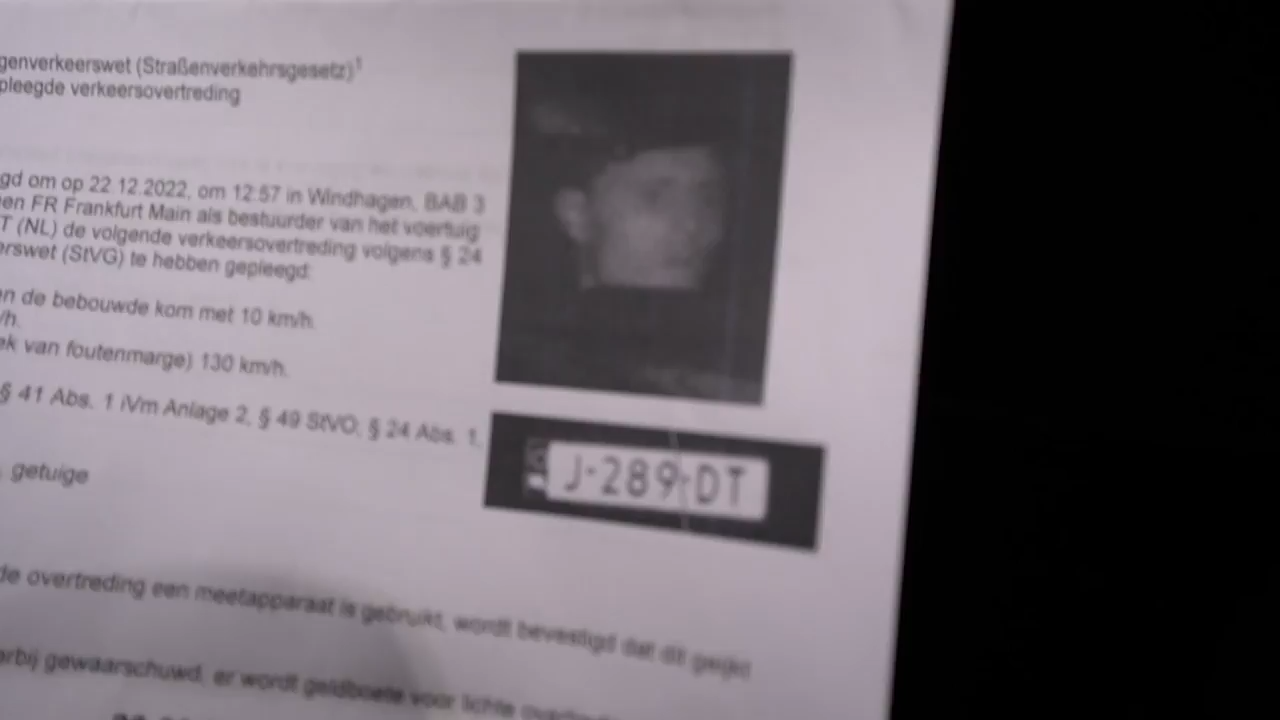 genverkeerswet (Straßenverkehrsgesetz)¹
pleegde verkeersovertreding
gd om op 22.12.2022, om 12:57 in Windhagen, BAB 3
en FR Frankfurt Main als bestuurder van het voertuig
T (NL) de volgende verkeersovertreding volgens § 24
erswet (StVG) te hebben gepleegd:
en de bebouwde kom met 10 km/h.
/h.
ek van foutenmarge) 130 km/h.
§ 41 Abs. 1 iVm Anlage 2, § 49 StVO; § 24 Abs. 1,
J-289-DT
getuige
de overtreding een meetapparaat is gebruikt, wordt bevestigd dat dit geijkt
erbij gewaarschuwd, er wordt geldboete voor lichte